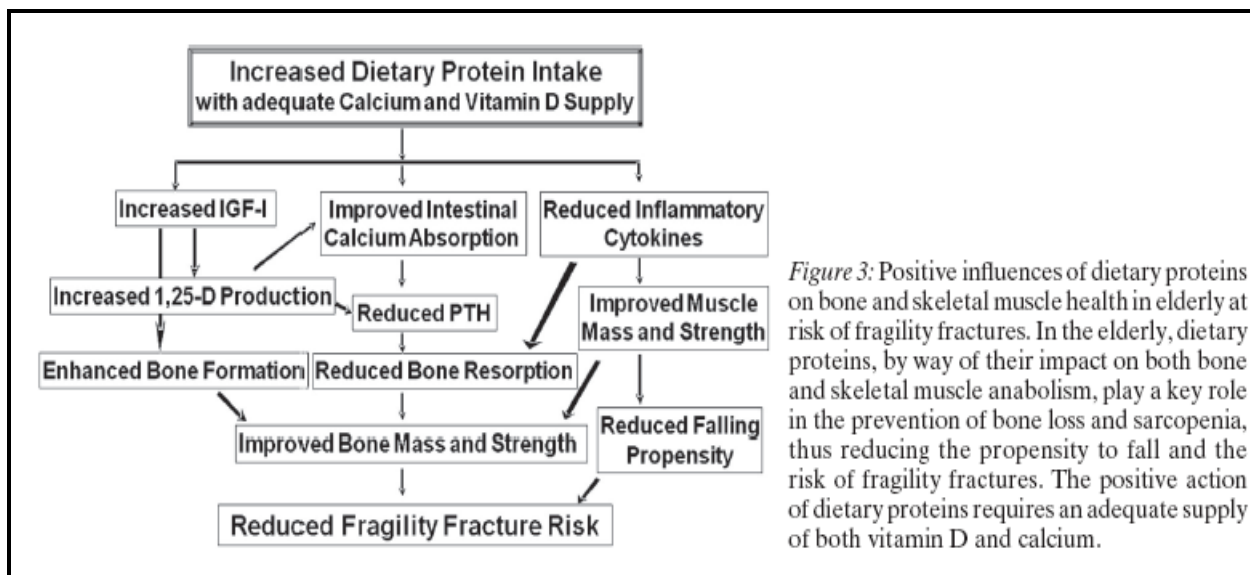 Increased Dietary Protein Intake
with adequate Calcium and Vitamin D Supply
Increased IGF-I
Improved Intestinal
Calcium Absorption
Reduced Inflammatory
Cytokines
Increased 1,25-D Production
Reduced PTH
Improved Muscle
Mass and Strength
Enhanced Bone Formation
Reduced Bone Resorption
Improved Bone Mass and Strength
Reduced Falling
Propensity
Reduced Fragility Fracture Risk
Figure 3: Positive influences of dietary proteins
on bone and skeletal muscle health in elderly at
risk of fragility fractures. In the elderly, dietary
proteins, by way of their impact on both bone
and skeletal muscle anabolism, play a key role
in the prevention of bone loss and sarcopenia,
thus reducing the propensity to fall and the
risk of fragility fractures. The positive action
of dietary proteins requires an adequate supply
of both vitamin D and calcium.